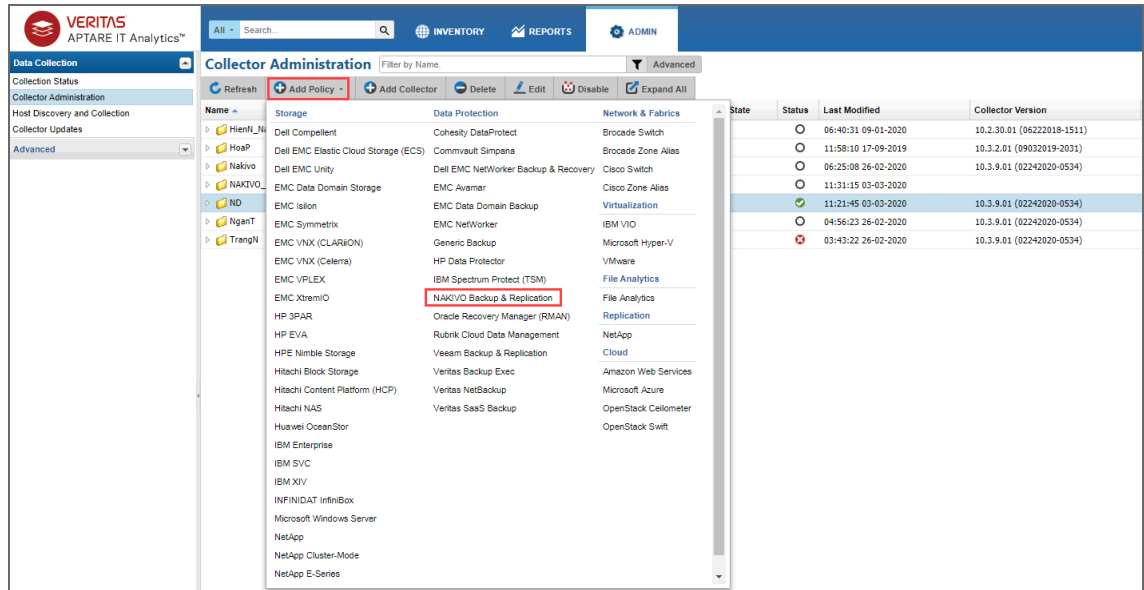 VERITAS
APTARE IT Analytics™
All Search...
INVENTORY
REPORTS
ADMIN
Data Collection
Collection Status
Collector Administration
Host Discovery and Collection
Collector Updates
Advanced
Collector Administration Filter by Name. Advanced
Refresh Add Policy Add Collector Delete Edit Disable Expand All
Name State Status Last Modified Collector Version
HienN_Na 06:40:31 09-01-2020 10.2.30.01 (06222018-1511)
HoaP 11:58:10 17-09-2019 10.3.2.01 (09032019-2031)
Nakivo 06:25:08 26-02-2020 10.3.9.01 (02242020-0534)
NAKIVO_ 11:31:15 03-03-2020
ND 11:21:45 03-03-2020 10.3.9.01 (02242020-0534)
NganT 04:56:23 26-02-2020 10.3.9.01 (02242020-0534)
TrangN 03:43:22 26-02-2020 10.3.9.01 (02242020-0534)
Storage
Dell Compellent
Dell EMC Elastic Cloud Storage (ECS)
Dell EMC Unity
EMC Data Domain Storage
EMC Isilon
EMC Symmetrix
EMC VNX (CLARiiON)
EMC VNX (Celerra)
EMC VPLEX
EMC XtremIO
HP 3PAR
HP EVA
HPE Nimble Storage
Hitachi Block Storage
Hitachi Content Platform (HCP)
Hitachi NAS
Huawei OceanStor
IBM Enterprise
IBM SVC
IBM XIV
INFINIDAT InfiniBox
Microsoft Windows Server
NetApp
NetApp Cluster-Mode
NetApp E-Series
Data Protection
Cohesity DataProtect
Commvault Simpana
Dell EMC NetWorker Backup & Recovery
EMC Avamar
EMC Data Domain Backup
EMC NetWorker
Generic Backup
HP Data Protector
IBM Spectrum Protect (TSM)
NAKIVO Backup & Replication
Oracle Recovery Manager (RMAN)
Rubrik Cloud Data Management
Veeam Backup & Replication
Veritas Backup Exec
Veritas NetBackup
Veritas SaaS Backup
Network & Fabrics
Brocade Switch
Brocade Zone Alias
Cisco Switch
Cisco Zone Alias
Virtualization
IBM VIO
Microsoft Hyper-V
VMware
File Analytics
File Analytics
Replication
NetApp
Cloud
Amazon Web Services
Microsoft Azure
OpenStack Ceilometer
OpenStack Swift